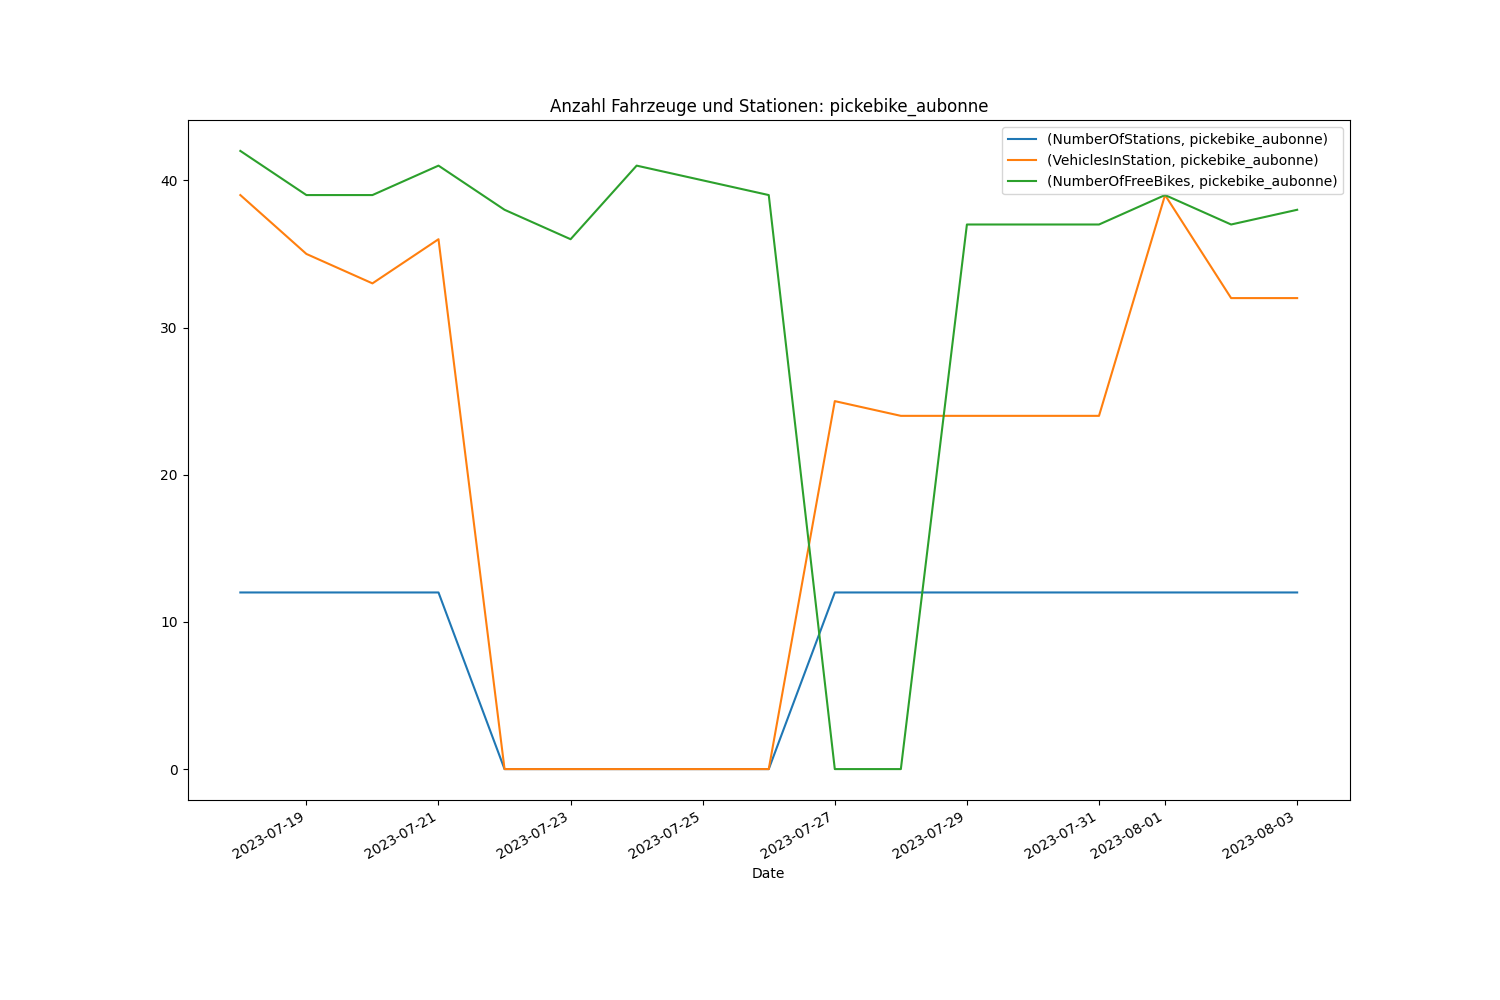 Anzahl Fahrzeuge und Stationen: pickebike_aubonne
(NumberOfStations, pickebike_aubonne)
(VehiclesInStation, pickebike_aubonne)
(NumberOfFreeBikes, pickebike_aubonne)
40
30
20
10
0
2023-07-19
2023-07-21
2023-07-23
2023-07-25
2023-07-27
2023-07-29
2023-07-31
2023-08-01
2023-08-03
Date